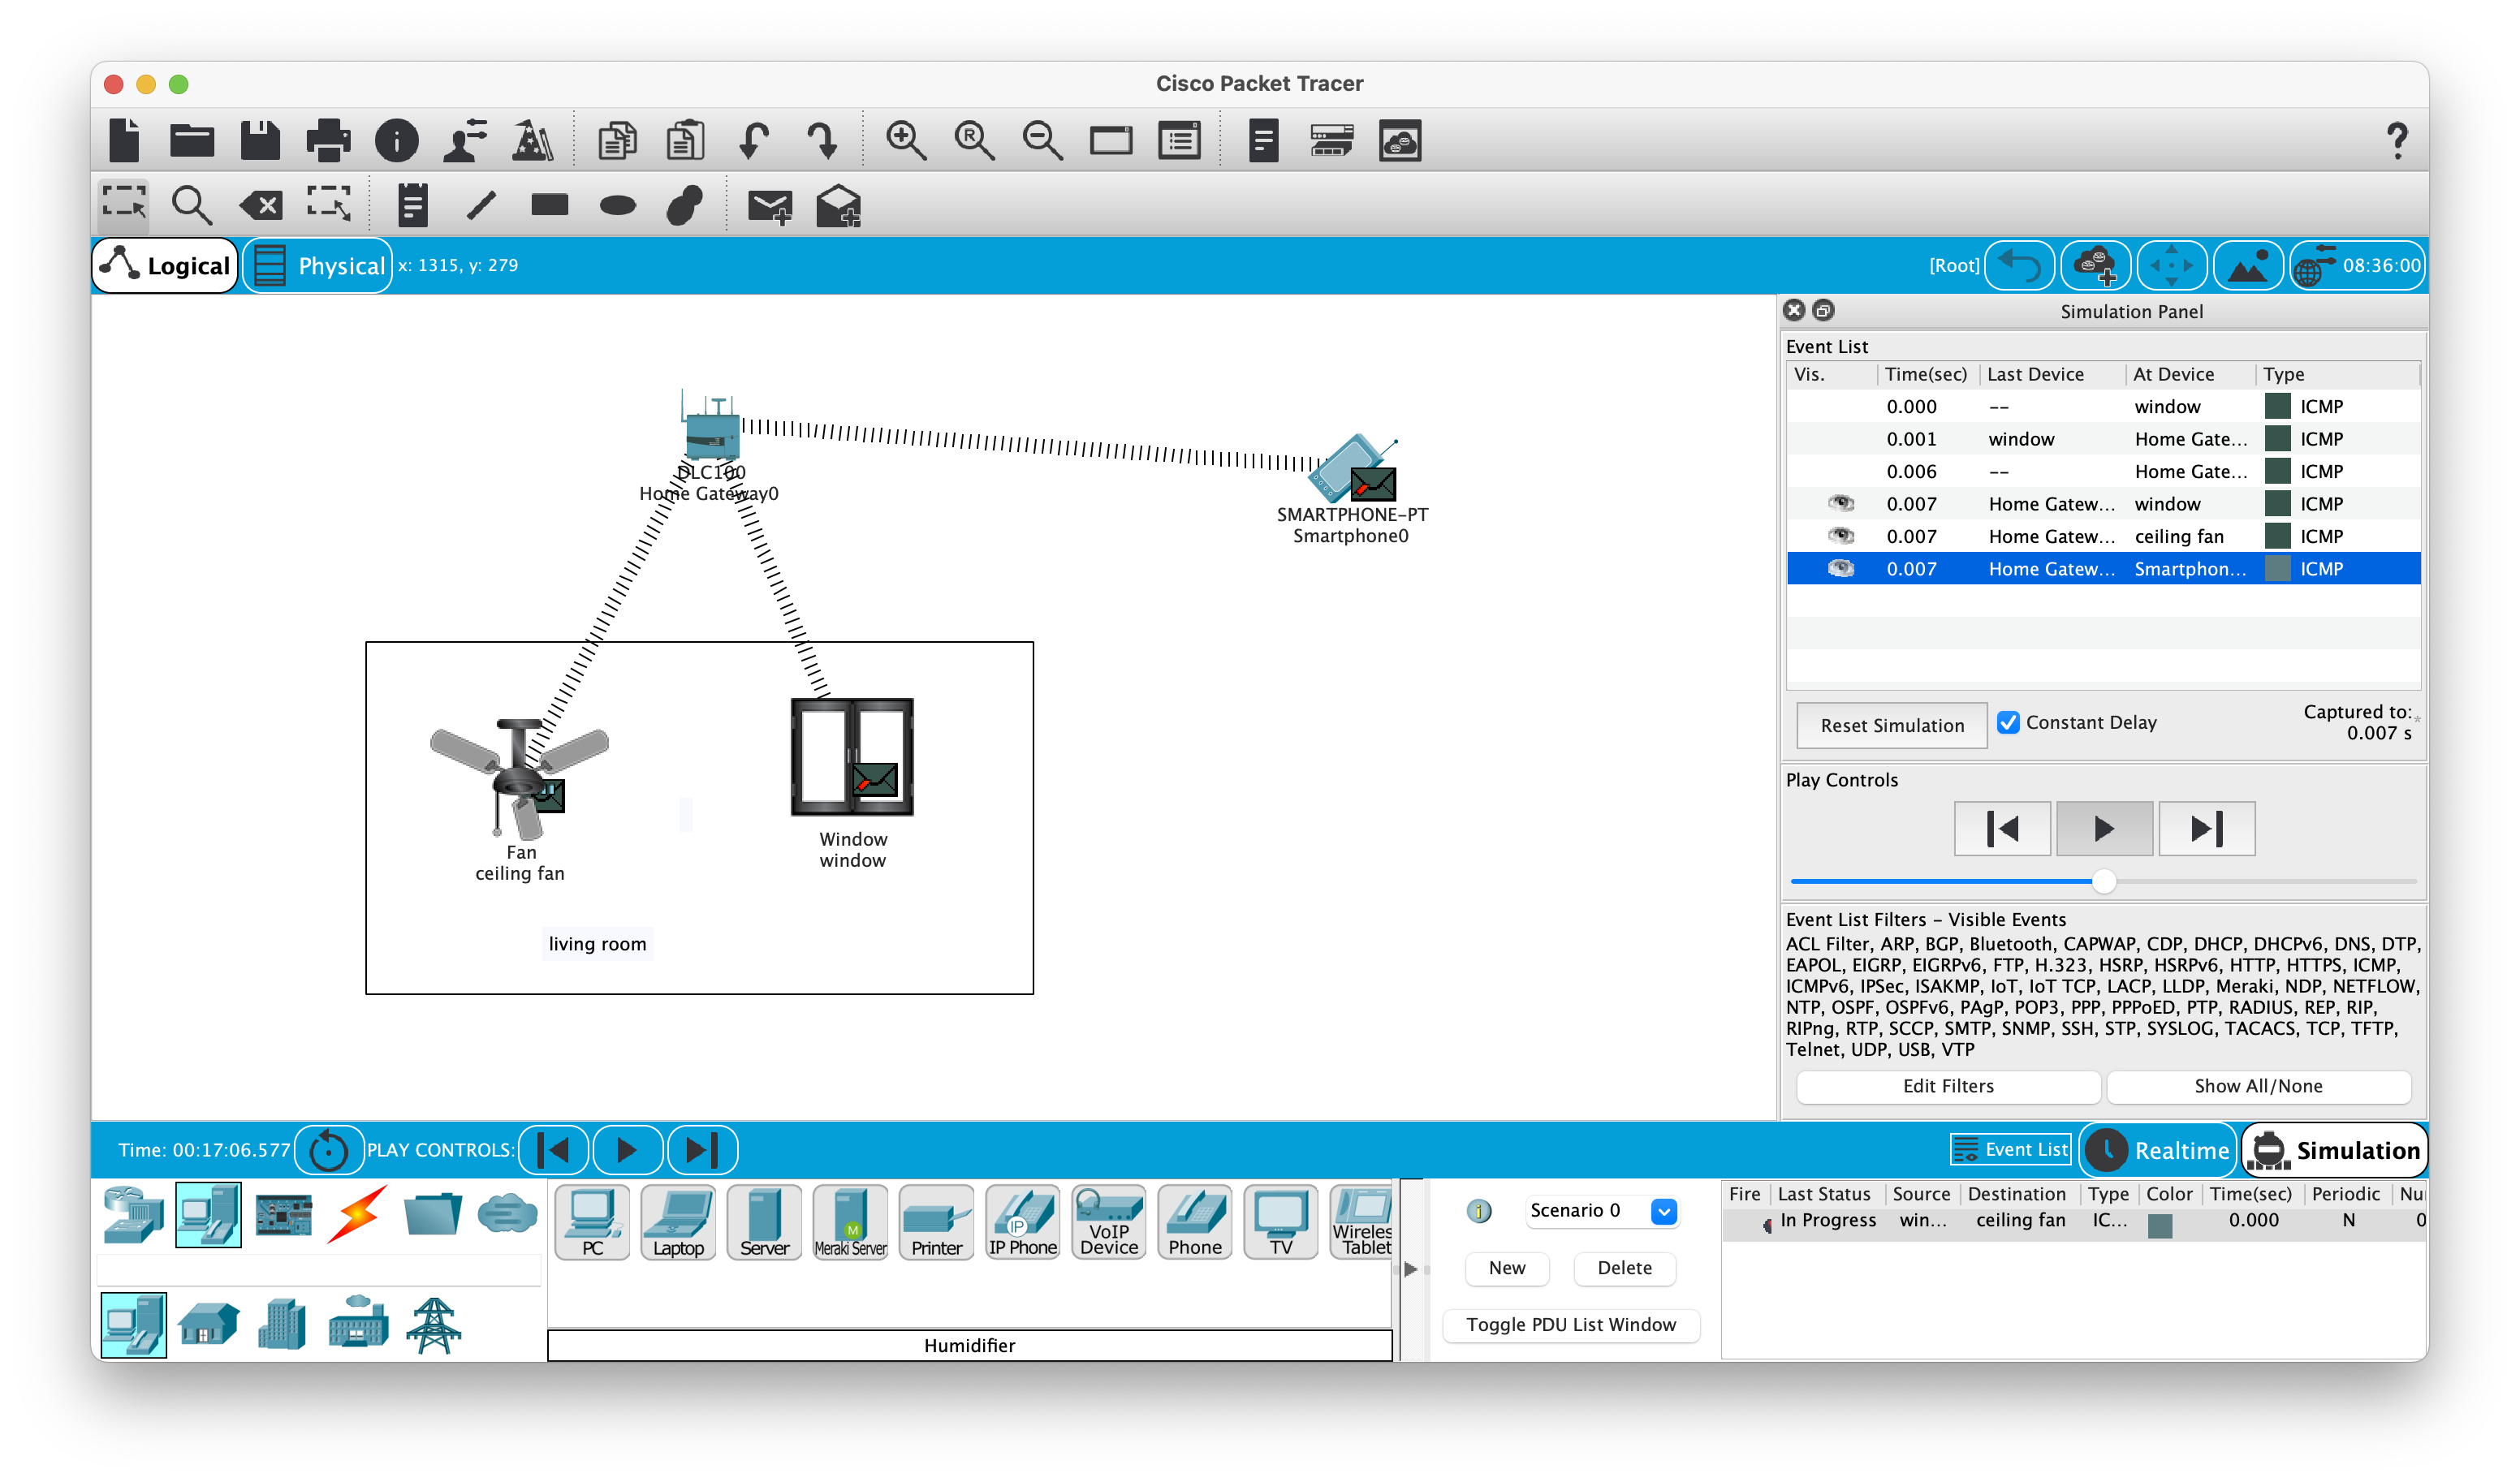 Cisco Packet Tracer
Logical
Physical
x: 1315, y: 279
[Root]
08:36:00
DLC100
Home Gateway0
SMARTPHONE-PT
Smartphone0
Fan
ceiling fan
Window
window
living room
Simulation Panel
Event List
Vis. Time(sec) Last Device At Device Type
0.000 -- window ICMP
0.001 window Home Gate... ICMP
0.006 -- Home Gate... ICMP
0.007 Home Gatew... window ICMP
0.007 Home Gatew... ceiling fan ICMP
0.007 Home Gatew... Smartphon... ICMP
Reset Simulation
Constant Delay
Captured to:
0.007 s
Play Controls
Event List Filters - Visible Events
ACL Filter, ARP, BGP, Bluetooth, CAPWAP, CDP, DHCP, DHCPv6, DNS, DTP,
EAPOL, EIGRP, EIGRPv6, FTP, H.323, HSRP, HSRPv6, HTTP, HTTPS, ICMP,
ICMPv6, IPSec, ISAKMP, IoT, IoT TCP, LACP, LLDP, Meraki, NDP, NETFLOW,
NTP, OSPF, OSPFv6, PAgP, POP3, PPP, PPPoED, PTP, RADIUS, REP, RIP,
RIPng, RTP, SCCP, SMTP, SNMP, SSH, STP, SYSLOG, TACACS, TCP, TFTP,
Telnet, UDP, USB, VTP
Edit Filters
Show All/None
Time: 00:17:06.577
PLAY CONTROLS:
Event List
Realtime
Simulation
PC
Laptop
Server
Meraki Server
Printer
IP Phone
VoIP
Device
Phone
TV
Wireles
Tablet
Humidifier
Scenario 0
New
Delete
Toggle PDU List Window
Fire Last Status Source Destination Type Color Time(sec) Periodic Nu
In Progress win... ceiling fan IC... 0.000 N 0